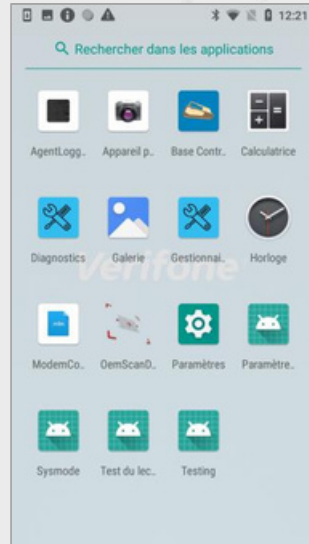 12:21
Rechercher dans les applications
AgentLogg.. Appareil p.. Base Contr.. Calculatrice
Diagnostics Galerie Gestionnai.. Horloge
Verifone
ModemCo.. OemScanD.. Paramètres Paramètre..
Sysmode Test du lec.. Testing